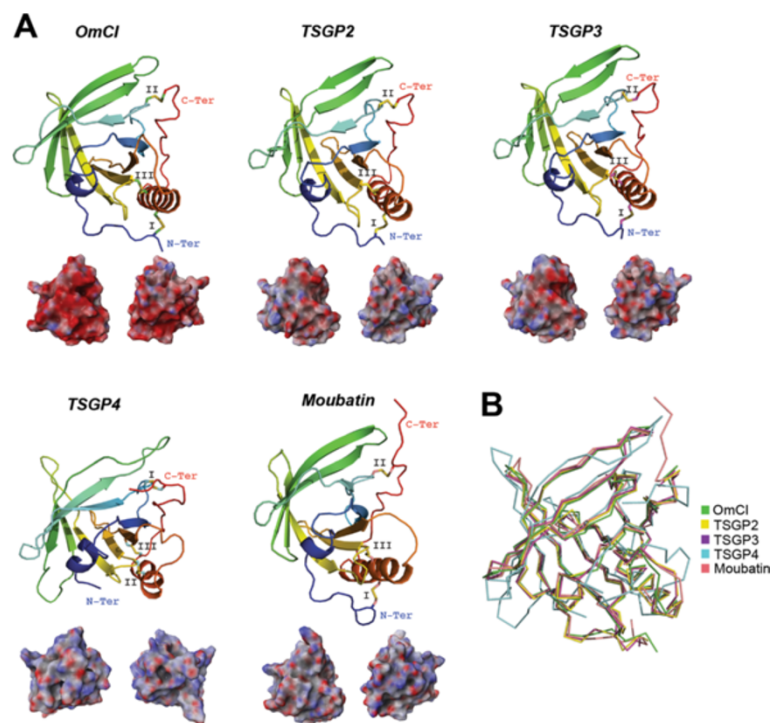 A
OmCI
TSGP2
TSGP3
II
C-Ter
III
I
N-Ter
II
C-Ter
III
I
N-Ter
II
C-Ter
III
I
N-Ter
TSGP4
Moubatin
B
I
C-Ter
III
II
N-Ter
C-Ter
II
III
I
N-Ter
OmCI
TSGP2
TSGP3
TSGP4
Moubatin